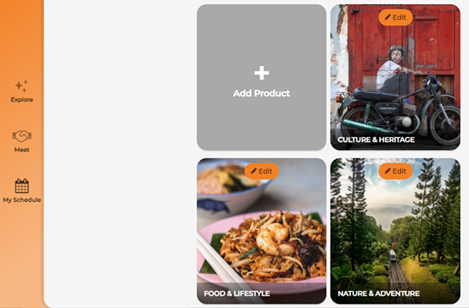 Explore
Meet
My Schedule
+
Add Product
Edit
CULTURE & HERITAGE
Edit
FOOD & LIFESTYLE
Edit
NATURE & ADVENTURE